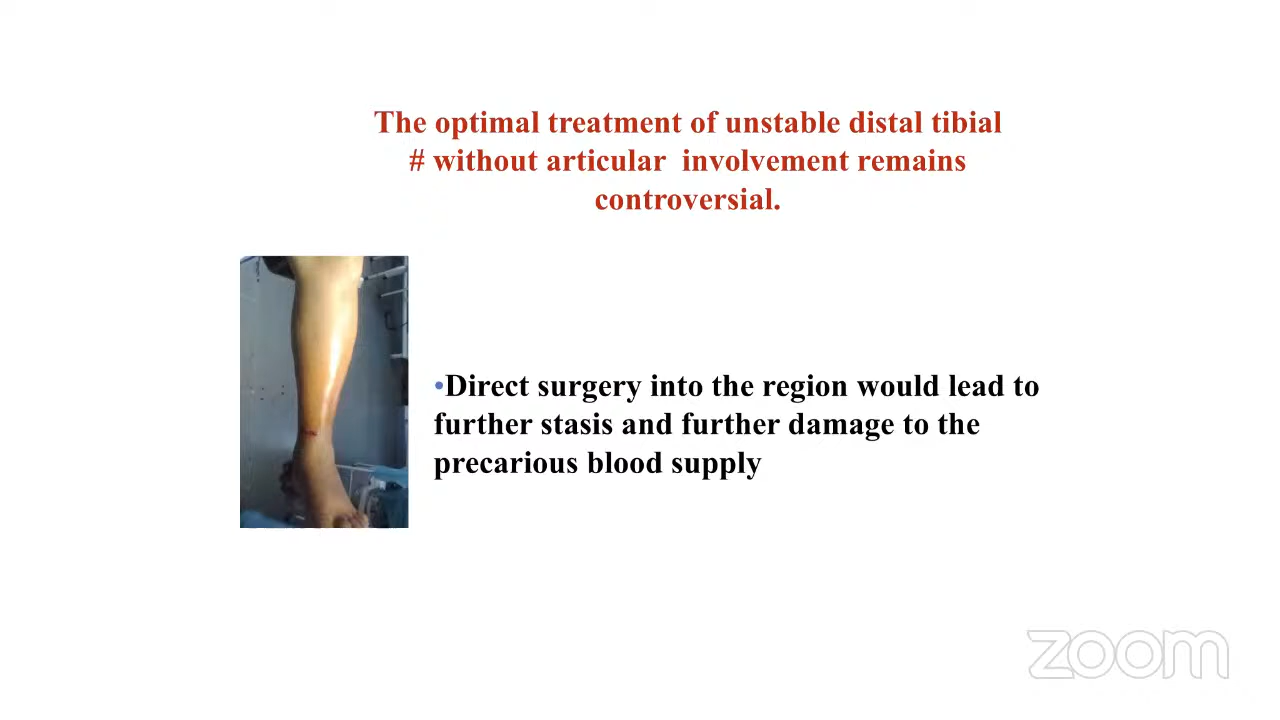 The optimal treatment of unstable distal tibial
# without articular involvement remains
controversial.
•Direct surgery into the region would lead to
further stasis and further damage to the
precarious blood supply
zoom